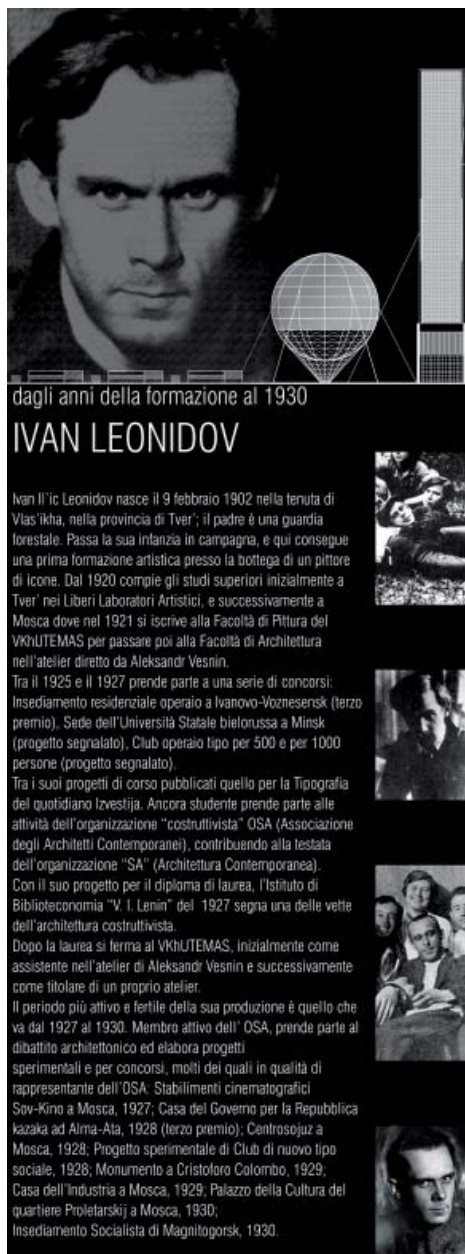 dagli anni della formazione al 1930
IVAN LEONIDOV
Ivan Il'ic Leonidov nasce il 9 febbraio 1902 nella tenuta di
Vlas'ikha, nella provincia di Tver'; il padre è una guardia
forestale. Passa la sua infanzia in campagna, e qui consegue
una prima formazione artistica presso la bottega di un pittore
di icone. Dal 1920 compie gli studi superiori inizialmente a
Tver' nei Liberi Laboratori Artistici, e successivamente a
Mosca dove nel 1921 si iscrive alla Facoltà di Pittura del
VKhUTEMAS per passare poi alla Facoltà di Architettura
nell'atelier diretto da Aleksandr Vesnin.
Tra il 1925 e il 1927 prende parte a una serie di concorsi:
Insediamento residenziale operaio a Ivanovo-Voznesensk (terzo
premio), Sede dell'Università Statale bielorussa a Minsk
(progetto segnalato), Club operaio tipo per 500 e per 1000
persone (progetto segnalato).
Tra i suoi progetti di corso pubblicati quello per la Tipografia
del quotidiano Izvestija. Ancora studente prende parte alle
attività dell'organizzazione "costruttivista" OSA (Associazione
degli Architetti Contemporanei), contribuendo alla testata
dell'organizzazione "SA" (Architettura Contemporanea).
Con il suo progetto per il diploma di laurea, l'Istituto di
Biblioteconomia "V. I. Lenin" del 1927 segna una delle vette
dell'architettura costruttivista.
Dopo la laurea si ferma al VKhUTEMAS, inizialmente come
assistente nell'atelier di Aleksandr Vesnin e successivamente
come titolare di un proprio atelier.
Il periodo più attivo e fertile della sua produzione è quello che
va dal 1927 al 1930. Membro attivo dell' OSA, prende parte al
dibattito architettonico ed elabora progetti
sperimentali e per concorsi, molti dei quali in qualità di
rappresentante dell'OSA: Stabilimenti cinematografici
Sov-Kino a Mosca, 1927; Casa del Governo per la Repubblica
kazaka ad Alma-Ata, 1928 (terzo premio); Centrosojuz a
Mosca, 1928; Progetto sperimentale di Club di nuovo tipo
sociale, 1928; Monumento a Cristoforo Colombo, 1929;
Casa dell'Industria a Mosca, 1929; Palazzo della Cultura del
quartiere Proletarskij a Mosca, 1930;
Insediamento Socialista di Magnitogorsk, 1930.